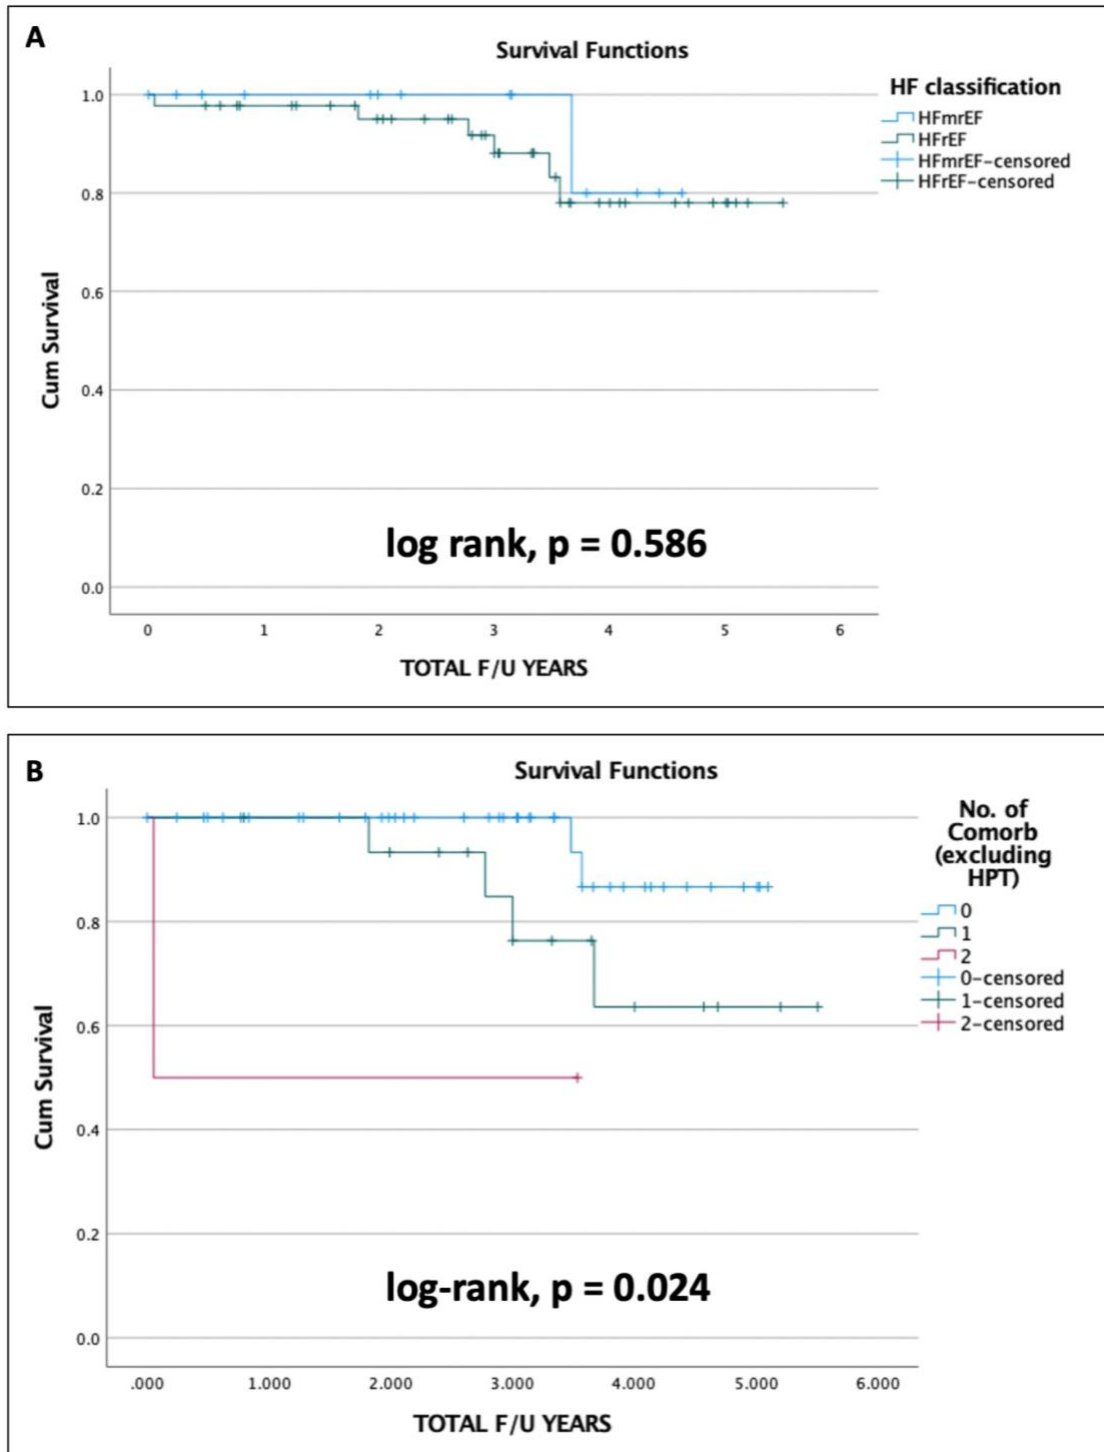 A
Survival Functions
HF classification
HFmrEF
HFrEF
HFmrEF-censored
HFrEF-censored
Cum Survival
1.0
0.8
0.6
0.4
0.2
0.0
log rank, p = 0.586
0 1 2 3 4 5 6
TOTAL F/U YEARS
B
Survival Functions
No. of
Comorb
(excluding
HPT)
0
1
2
0-censored
1-censored
2-censored
Cum Survival
1.0
0.8
0.6
0.4
0.2
0.0
log-rank, p = 0.024
.000 1.000 2.000 3.000 4.000 5.000 6.000
TOTAL F/U YEARS